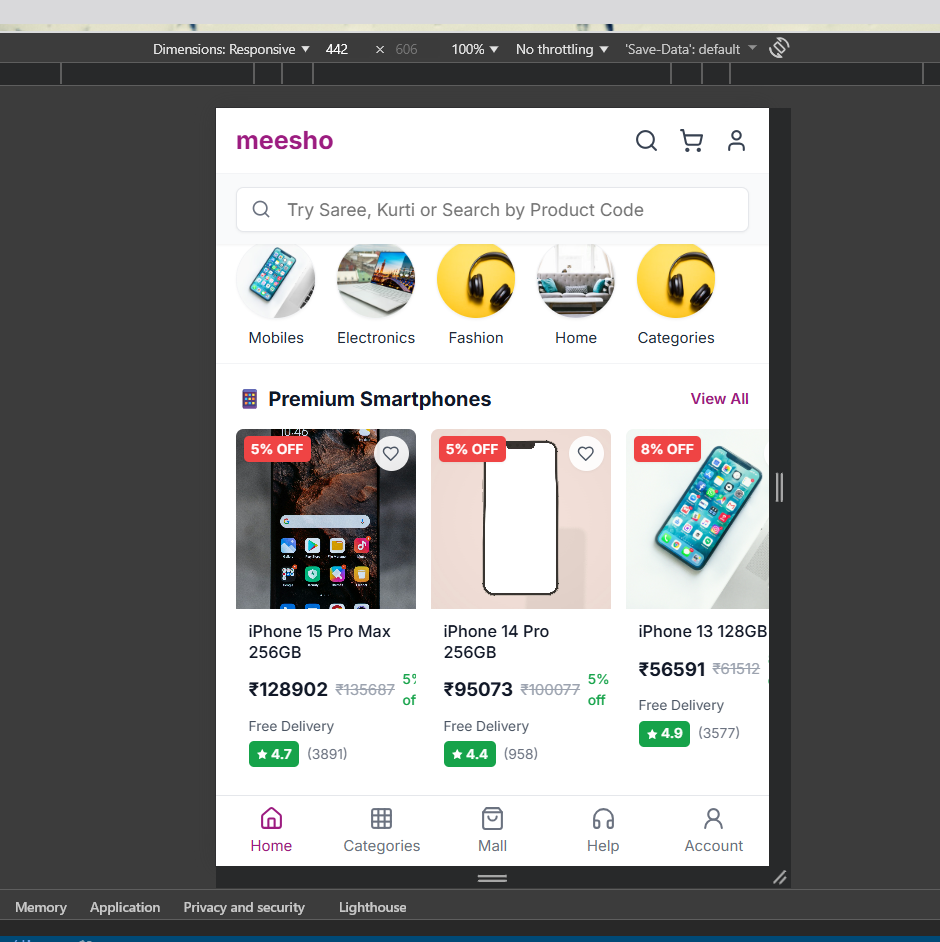 Dimensions: Responsive 442 × 606 100% No throttling 'Save-Data': default
meesho
Try Saree, Kurti or Search by Product Code
Mobiles Electronics Fashion Home Categories
Premium Smartphones View All
5% OFF 5% OFF 8% OFF
10:46
iPhone 15 Pro Max 256GB
₹128902 ₹135687 5% off
Free Delivery
4.7 (3891)
iPhone 14 Pro 256GB
₹95073 ₹100077 5% off
Free Delivery
4.4 (958)
iPhone 13 128GB
₹56591 ₹61512
Free Delivery
4.9 (3577)
Home Categories Mall Help Account
Memory Application Privacy and security Lighthouse